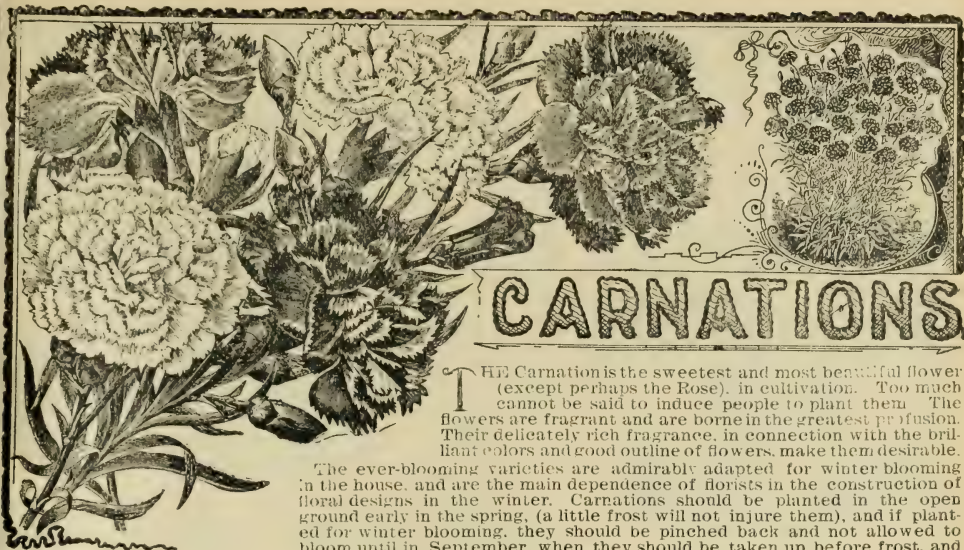 CARNATIONS
THE Carnation is the sweetest and most beautiful flower
(except perhaps the Rose), in cultivation. Too much
cannot be said to induce people to plant them The
flowers are fragrant and are borne in the greatest profusion.
Their delicately rich fragrance, in connection with the bril-
liant colors and good outline of flowers, make them desirable.
The ever-blooming varieties are admirably adapted for winter blooming
in the house, and are the main dependence of florists in the construction of
floral designs in the winter. Carnations should be planted in the open
ground early in the spring, (a little frost will not injure them), and if plant-
ed for winter blooming, they should be pinched back and not allowed to
bloom until in September, when they should be taken up before frost, and